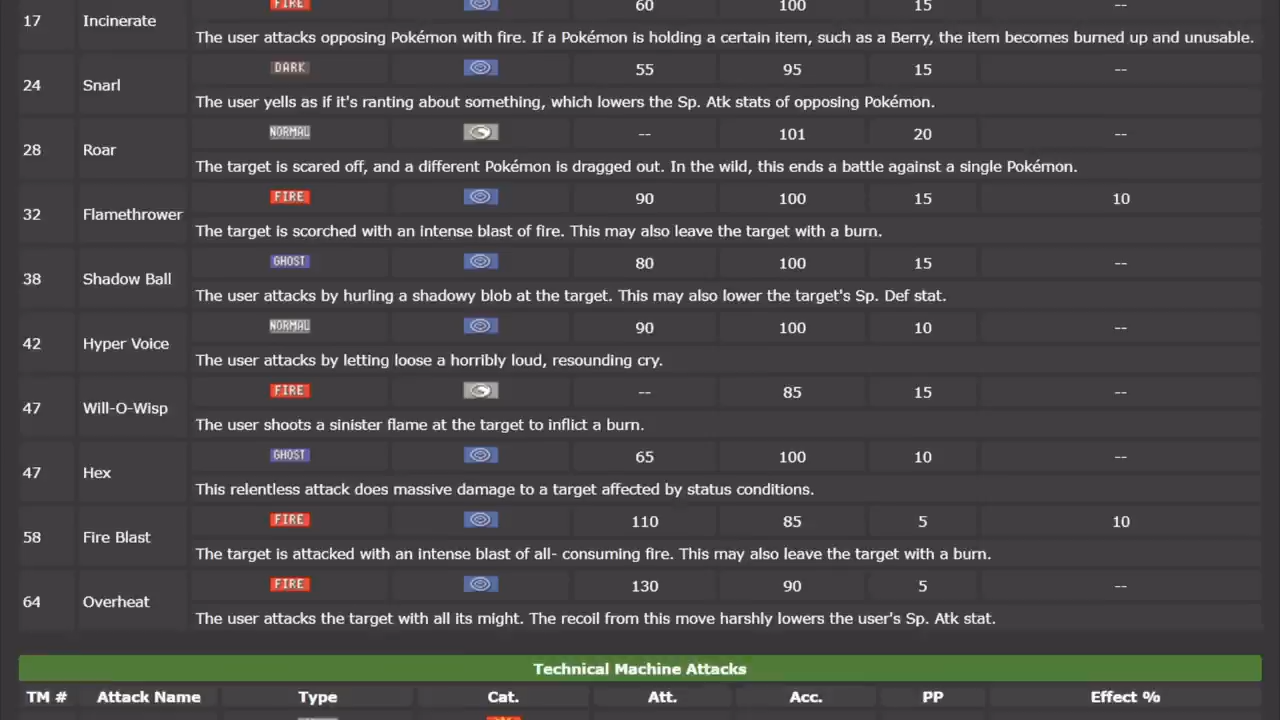 FIRE 60 100 15 --
17 Incinerate
The user attacks opposing Pokémon with fire. If a Pokémon is holding a certain item, such as a Berry, the item becomes burned up and unusable.
DARK 55 95 15 --
24 Snarl
The user yells as if it's ranting about something, which lowers the Sp. Atk stats of opposing Pokémon.
NORMAL -- 101 20 --
28 Roar
The target is scared off, and a different Pokémon is dragged out. In the wild, this ends a battle against a single Pokémon.
FIRE 90 100 15 10
32 Flamethrower
The target is scorched with an intense blast of fire. This may also leave the target with a burn.
GHOST 80 100 15 --
38 Shadow Ball
The user attacks by hurling a shadowy blob at the target. This may also lower the target's Sp. Def stat.
NORMAL 90 100 10 --
42 Hyper Voice
The user attacks by letting loose a horribly loud, resounding cry.
FIRE -- 85 15 --
47 Will-O-Wisp
The user shoots a sinister flame at the target to inflict a burn.
GHOST 65 100 10 --
47 Hex
This relentless attack does massive damage to a target affected by status conditions.
FIRE 110 85 5 10
58 Fire Blast
The target is attacked with an intense blast of all- consuming fire. This may also leave the target with a burn.
FIRE 130 90 5 --
64 Overheat
The user attacks the target with all its might. The recoil from this move harshly lowers the user's Sp. Atk stat.
Technical Machine Attacks
TM # Attack Name Type Cat. Att. Acc. PP Effect %